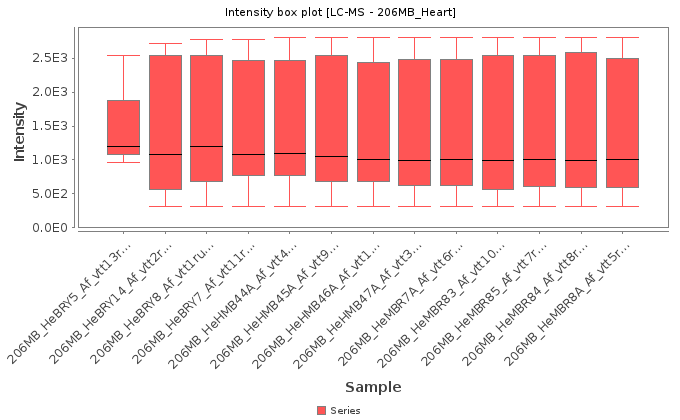 Intensity box plot [LC-MS - 206MB_Heart]
Intensity
2.5E3
2.0E3
1.5E3
1.0E3
5.0E2
0.0E0
206MB_HeBRY5_Af_vtt13r...
206MB_HeBRY14_Af_vtt2r...
206MB_HeBRY8_Af_vtt1ru...
206MB_HeBRY7_Af_vtt11r...
206MB_HeHMB44A_Af_vtt4...
206MB_HeHMB45A_Af_vtt9...
206MB_HeHMB46A_Af_vtt1...
206MB_HeHMB47A_Af_vtt3...
206MB_HeMBR7A_Af_vtt6r...
206MB_HeMBR83_Af_vtt10...
206MB_HeMBR85_Af_vtt7r...
206MB_HeMBR84_Af_vtt8r...
206MB_HeMBR8A_Af_vtt5r...
Sample
Series